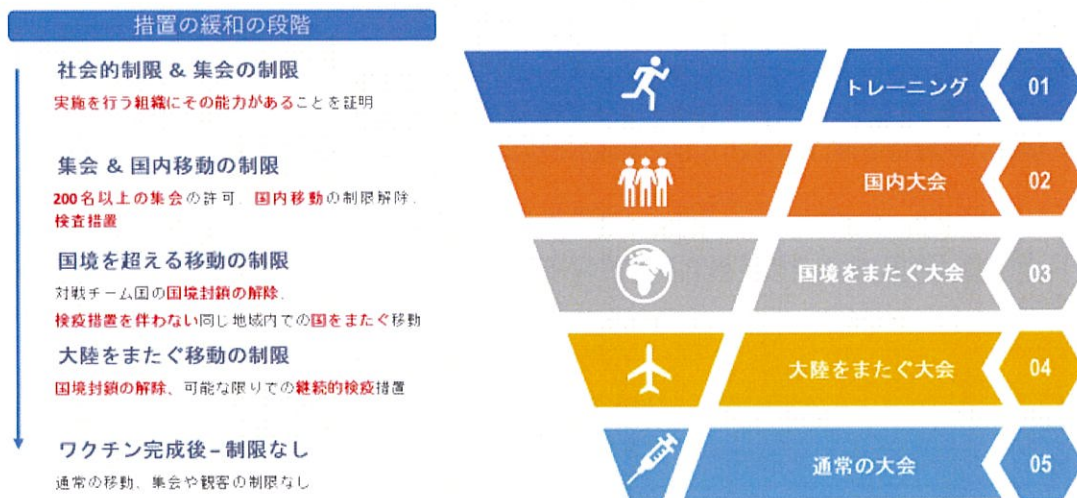 措置の緩和の段階
社会的制限 & 集会の制限
実施を行う組織にその能力があることを証明
集会 & 国内移動の制限
200名以上の集会の許可、国内移動の制限解除、
検査措置
国境を超える移動の制限
対戦チーム国の国境封鎖の解除、
検疫措置を伴わない同じ地域内での国をまたぐ移動
大陸をまたぐ移動の制限
国境封鎖の解除、可能な限りでの継続的検疫措置
ワクチン完成後–制限なし
通常の移動、集会や観客の制限なし
トレーニング 01
国内大会 02
国境をまたぐ大会 03
大陸をまたぐ大会 04
通常の大会 05